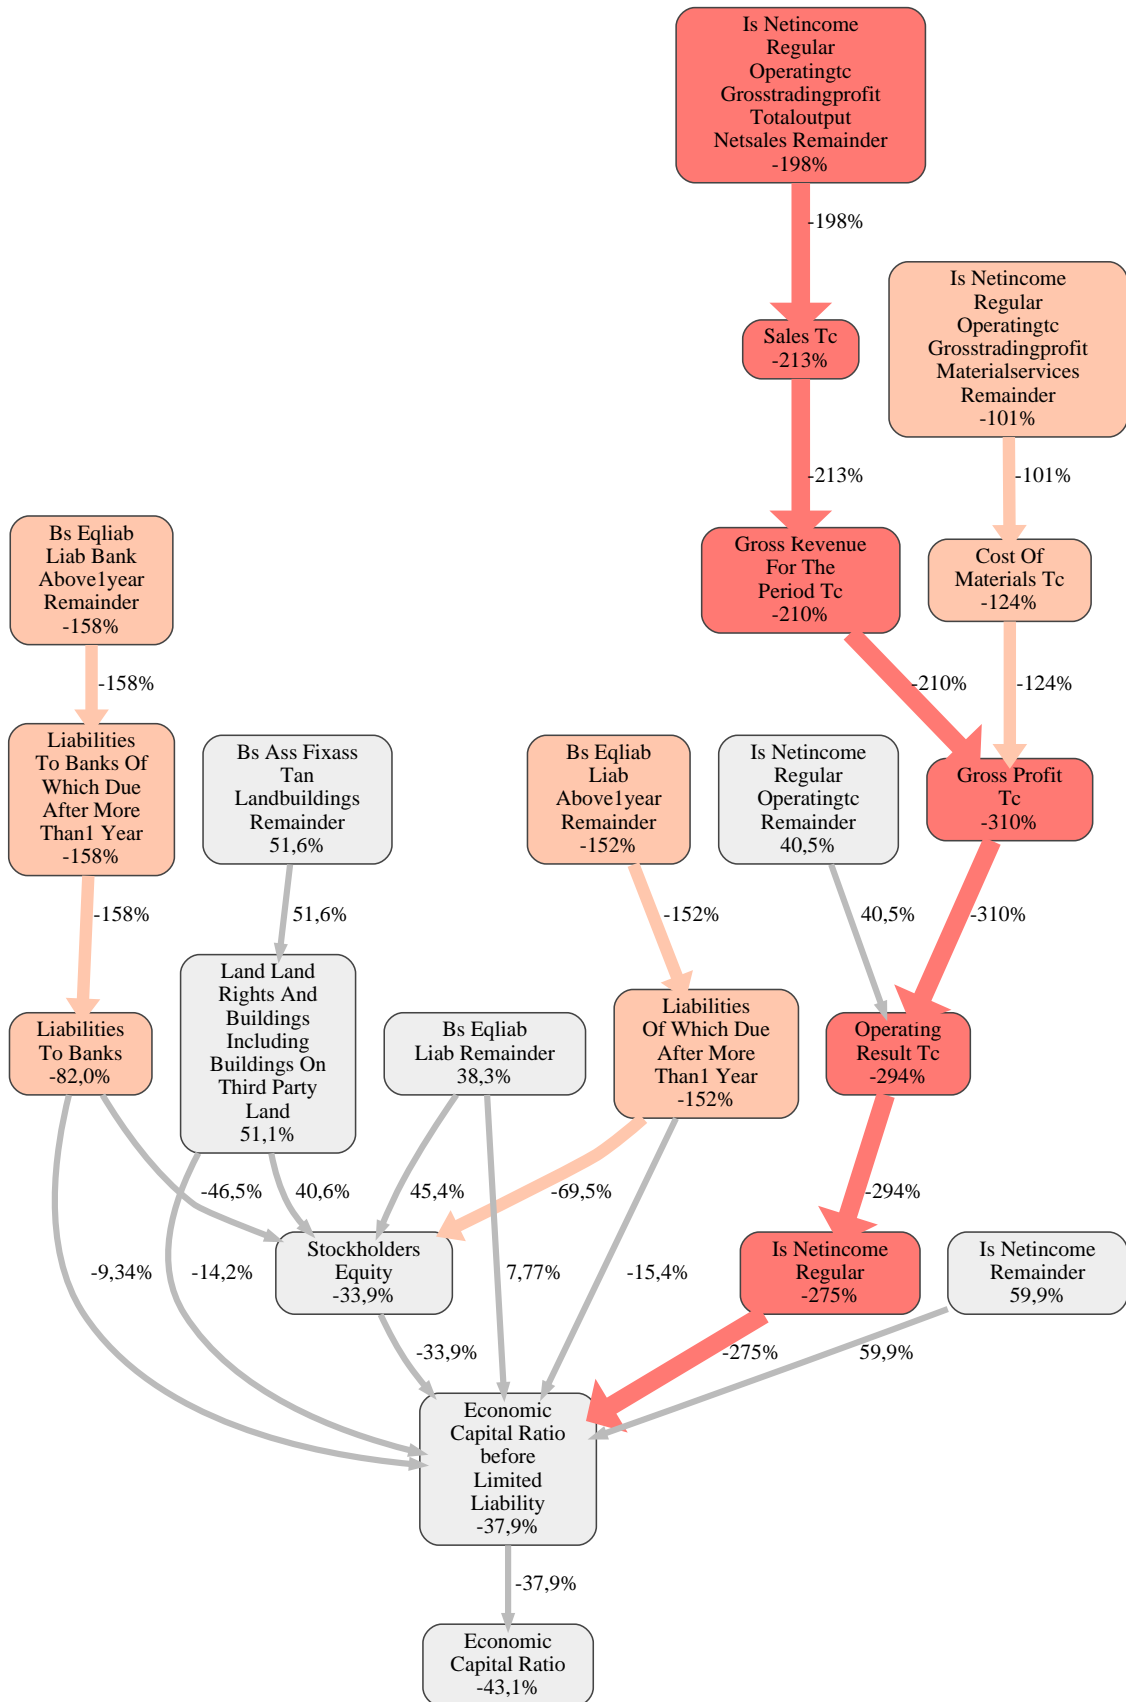 Is Netincome
Regular
Operatingtc
Grosstradingprofit
Totaloutput
Netsales Remainder
-198%
-198%
Is Netincome
Regular
Operatingtc
Grosstradingprofit
Materialservices
Remainder
-101%
Sales Tc
-213%
-213%
-101%
Bs Eqliab
Liab Bank
Above1year
Remainder
-158%
Gross Revenue
For The
Period Tc
-210%
Cost Of
Materials Tc
-124%
-158%
-210%
-124%
Liabilities
To Banks Of
Which Due
After More
Than1 Year
-158%
Bs Ass Fixass
Tan
Landbuildings
Remainder
51,6%
Bs Eqliab
Liab
Above1year
Remainder
-152%
Is Netincome
Regular
Operatingtc
Remainder
40,5%
Gross Profit
Tc
-310%
-158%
51,6%
-152%
40,5%
-310%
Liabilities
To Banks
-82,0%
Land Land
Rights And
Buildings
Including
Buildings On
Third Party
Land
51,1%
Bs Eqliab
Liab Remainder
38,3%
Liabilities
Of Which Due
After More
Than1 Year
-152%
Operating
Result Tc
-294%
-46,5%
40,6%
45,4%
-69,5%
-294%
-9,34%
-14,2%
Stockholders
Equity
-33,9%
7,77%
-15,4%
Is Netincome
Regular
-275%
Is Netincome
Remainder
59,9%
-33,9%
-275%
59,9%
Economic
Capital Ratio
before
Limited
Liability
-37,9%
-37,9%
Economic
Capital Ratio
-43,1%